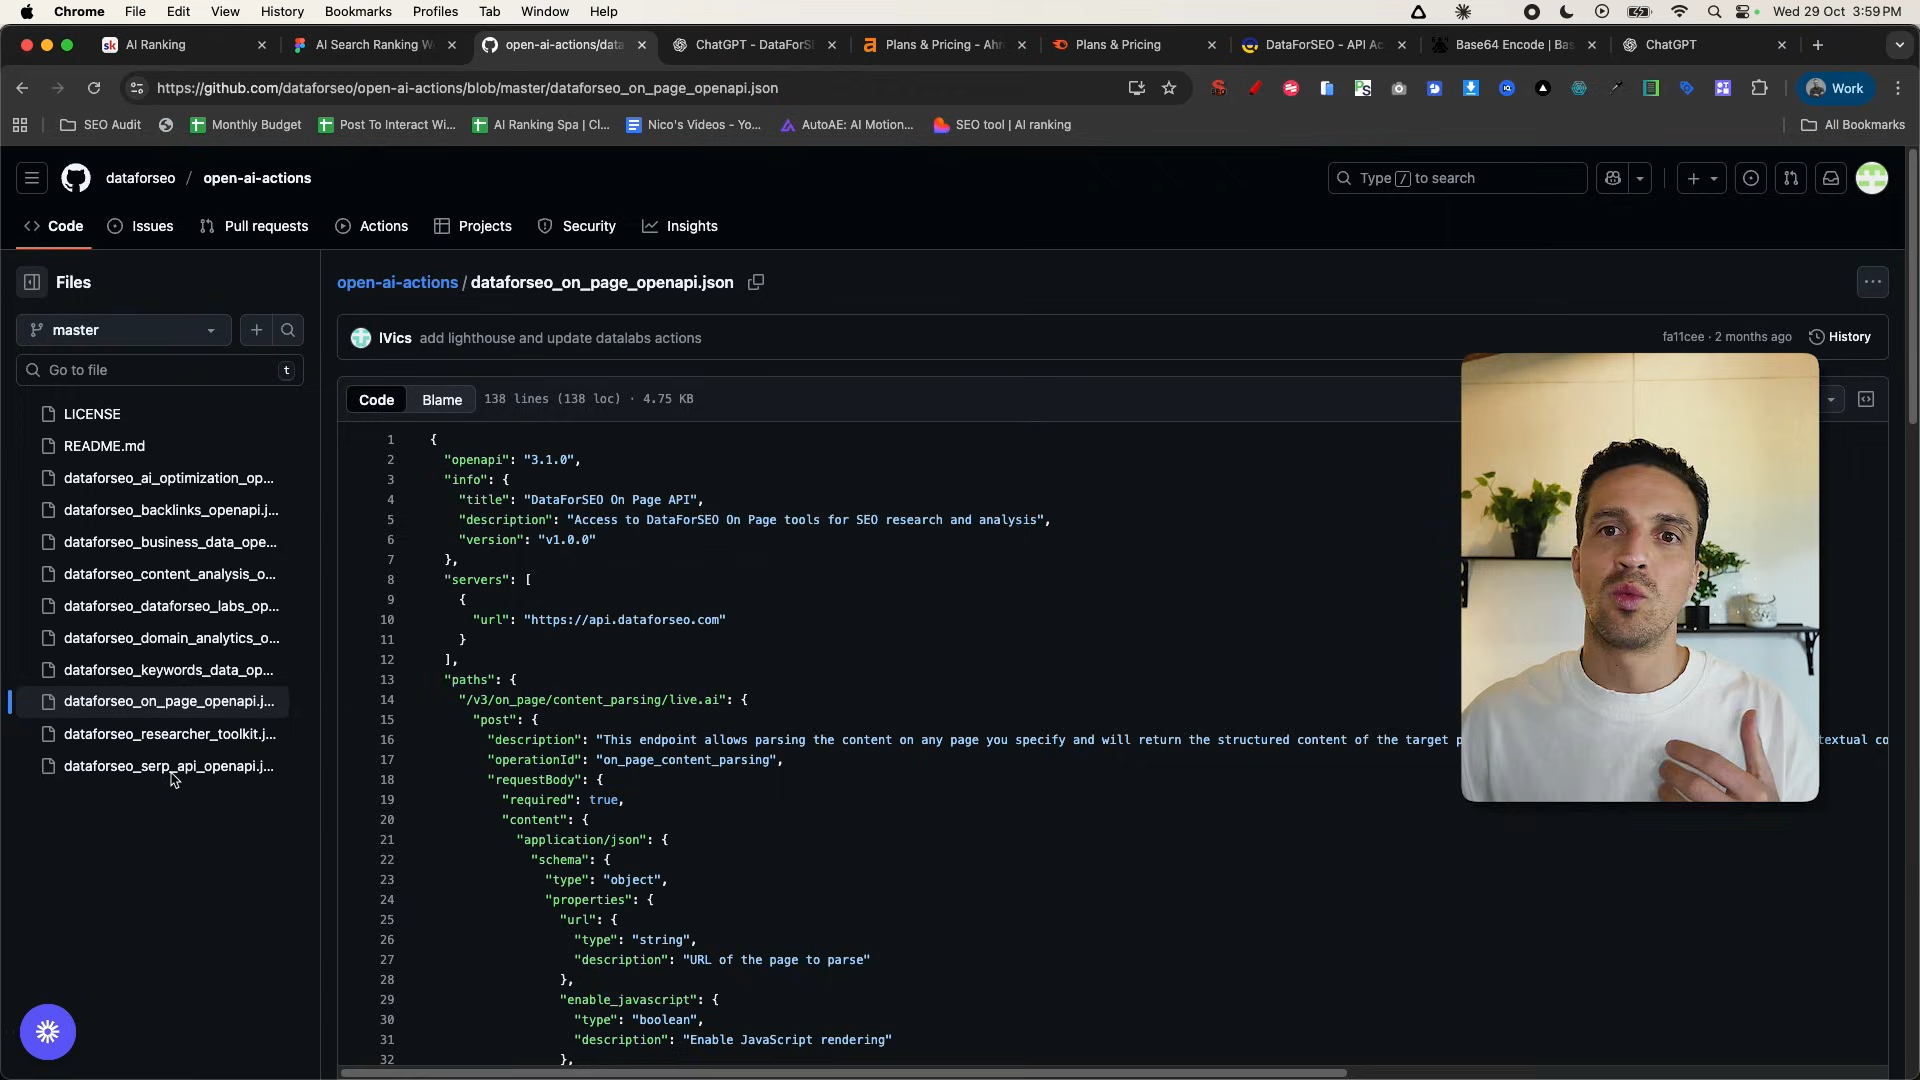 Chrome File Edit View History Bookmarks Profiles Tab Window Help
Wed 29 Oct 3:59 PM
AI Ranking
AI Search Ranking W
open-ai-actions/data
ChatGPT - DataForS
Plans & Pricing - Ahr
Plans & Pricing
DataForSEO - API Ac
Base64 Encode | Bas
ChatGPT
https://github.com/dataforseo/open-ai-actions/blob/master/dataforseo_on_page_openapi.json
Work
SEO Audit
Monthly Budget
Post To Interact Wi...
AI Ranking Spa | Cl...
Nico's Videos - Yo...
AutoAE: AI Motion...
SEO tool | AI ranking
All Bookmarks
dataforseo / open-ai-actions
Type / to search
Code Issues Pull requests Actions Projects Security Insights
Files
master
Go to file t
LICENSE
README.md
dataforseo_ai_optimization_op...
dataforseo_backlinks_openapi.j...
dataforseo_business_data_ope...
dataforseo_content_analysis_o...
dataforseo_dataforseo_labs_op...
dataforseo_domain_analytics_o...
dataforseo_keywords_data_op...
dataforseo_on_page_openapi.j...
dataforseo_researcher_toolkit.j...
dataforseo_serp_api_openapi.j...
open-ai-actions / dataforseo_on_page_openapi.json
IVics add lighthouse and update datalabs actions
fa11cee · 2 months ago History
Code Blame 138 lines (138 loc) · 4.75 KB
1 {
2 "openapi": "3.1.0",
3 "info": {
4 "title": "DataForSEO On Page API",
5 "description": "Access to DataForSEO On Page tools for SEO research and analysis",
6 "version": "v1.0.0"
7 },
8 "servers": [
9 {
10 "url": "https://api.dataforseo.com"
11 }
12 ],
13 "paths": {
14 "/v3/on_page/content_parsing/live.ai": {
15 "post": {
16 "description": "This endpoint allows parsing the content on any page you specify and will return the structured content of the target p textual co
17 "operationId": "on_page_content_parsing",
18 "requestBody": {
19 "required": true,
20 "content": {
21 "application/json": {
22 "schema": {
23 "type": "object",
24 "properties": {
25 "url": {
26 "type": "string",
27 "description": "URL of the page to parse"
28 },
29 "enable_javascript": {
30 "type": "boolean",
31 "description": "Enable JavaScript rendering"
32 },